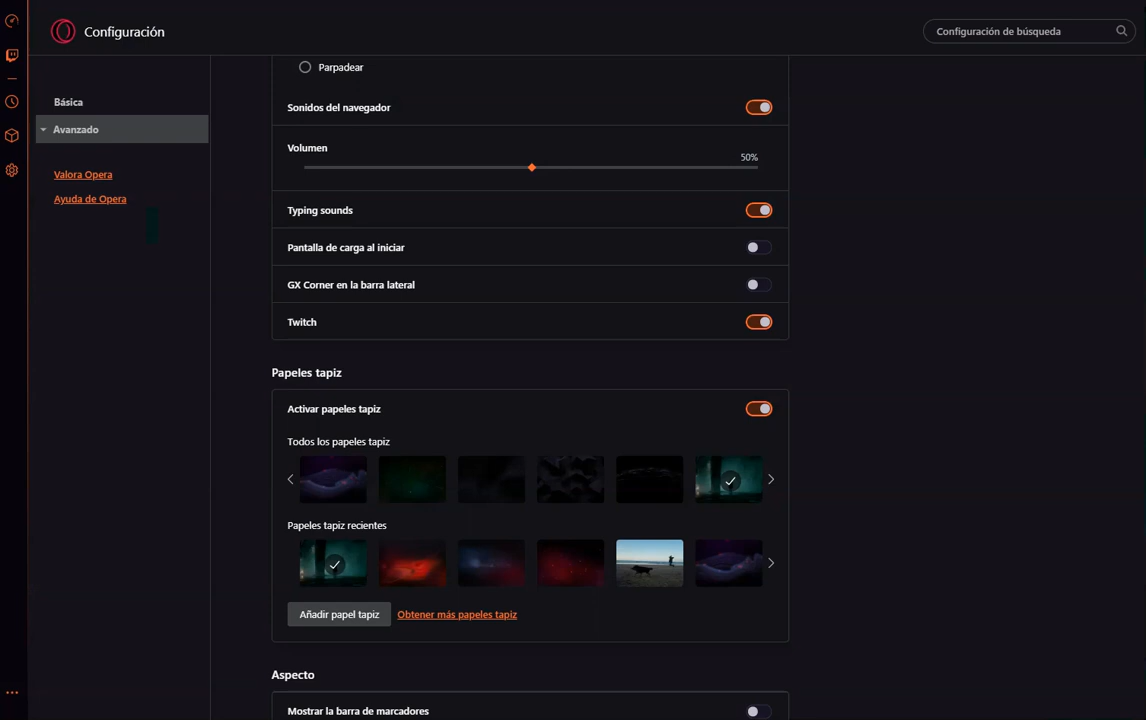 Configuración
Configuración de búsqueda
Básica
Avanzado
Valora Opera
Ayuda de Opera
Parpadear
Sonidos del navegador
Volumen
50%
Typing sounds
Pantalla de carga al iniciar
GX Corner en la barra lateral
Twitch
Papeles tapiz
Activar papeles tapiz
Todos los papeles tapiz
Papeles tapiz recientes
Añadir papel tapiz
Obtener más papeles tapiz
Aspecto
Mostrar la barra de marcadores